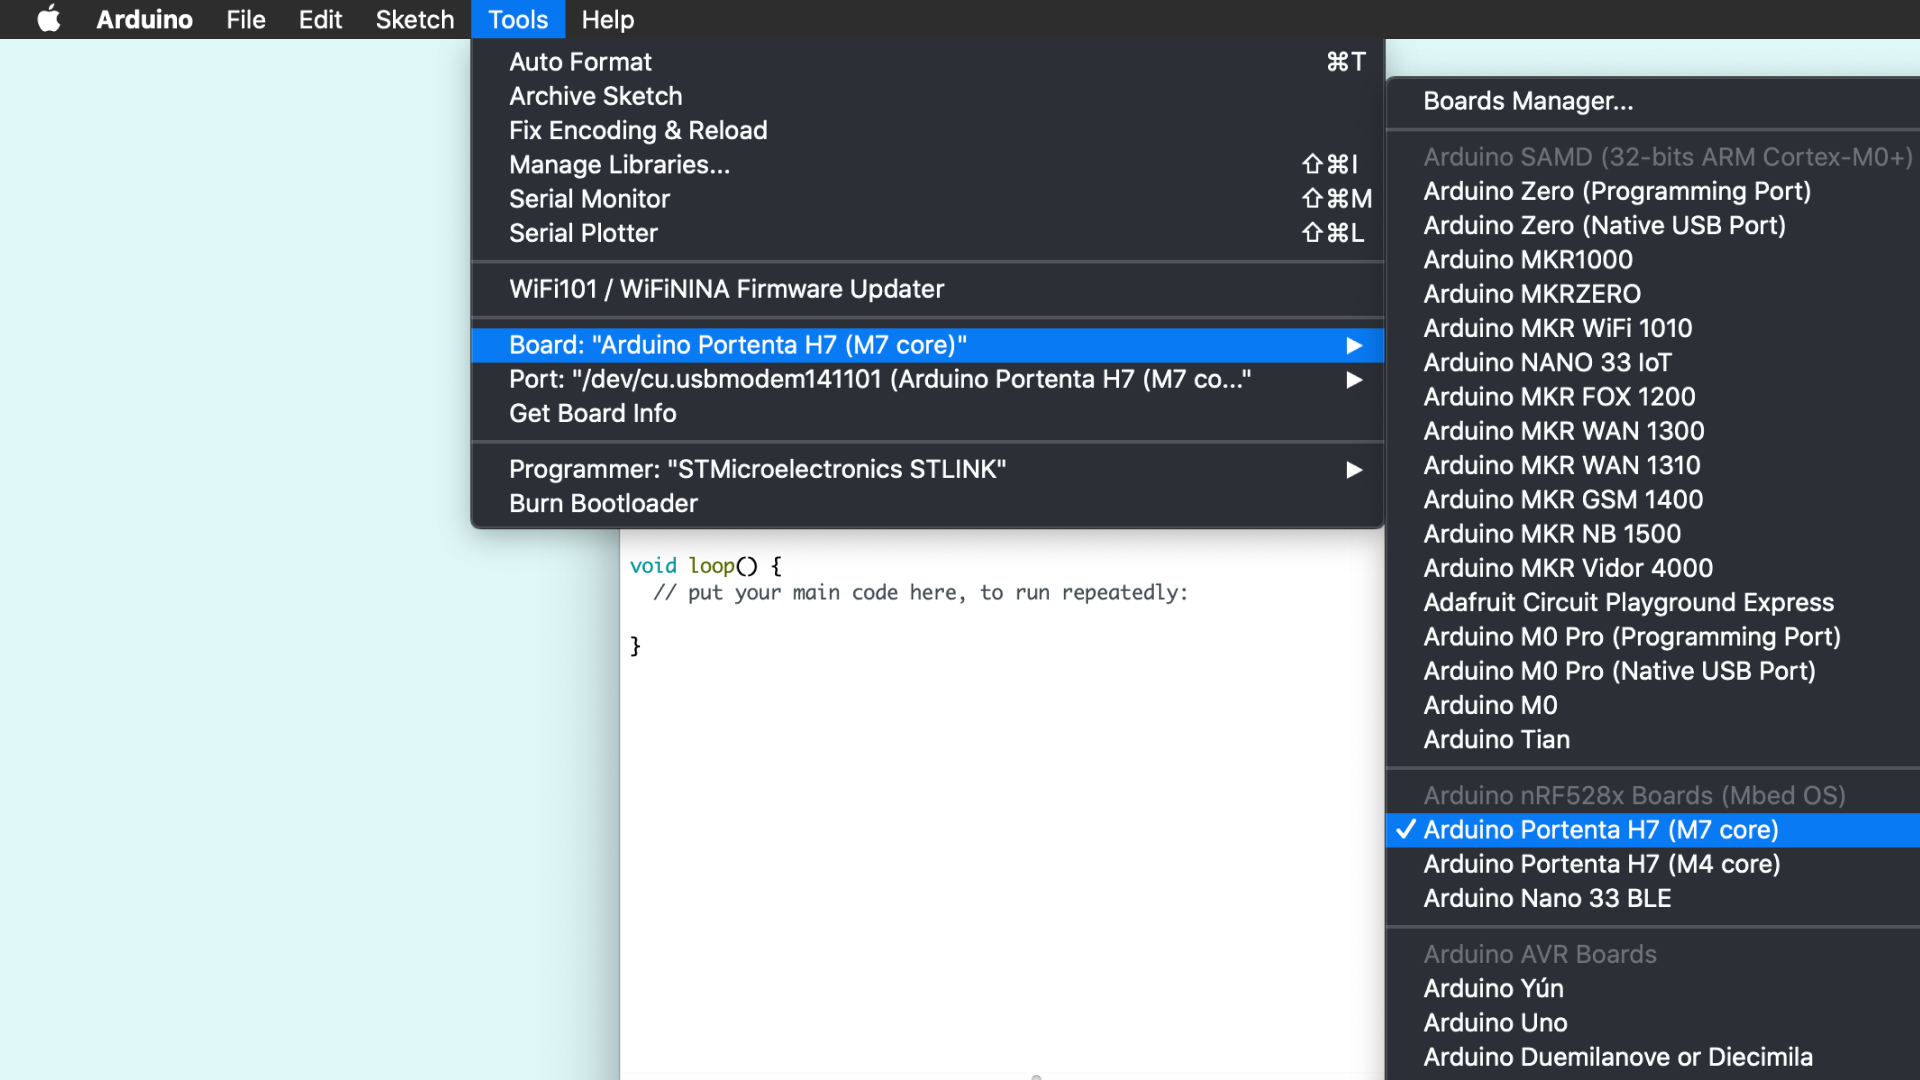 Arduino File Edit Sketch Tools Help
Auto Format ⌘T
Archive Sketch
Fix Encoding & Reload
Manage Libraries... ⇧⌘I
Serial Monitor ⇧⌘M
Serial Plotter ⇧⌘L
WiFi101 / WiFiNINA Firmware Updater
Board: "Arduino Portenta H7 (M7 core)"
Port: "/dev/cu.usbmodem141101 (Arduino Portenta H7 (M7 co..."
Get Board Info
Programmer: "STMicroelectronics STLINK"
Burn Bootloader
void loop() {
// put your main code here, to run repeatedly:
}
Boards Manager...
Arduino SAMD (32-bits ARM Cortex-M0+)
Arduino Zero (Programming Port)
Arduino Zero (Native USB Port)
Arduino MKR1000
Arduino MKRZERO
Arduino MKR WiFi 1010
Arduino NANO 33 IoT
Arduino MKR FOX 1200
Arduino MKR WAN 1300
Arduino MKR WAN 1310
Arduino MKR GSM 1400
Arduino MKR NB 1500
Arduino MKR Vidor 4000
Adafruit Circuit Playground Express
Arduino M0 Pro (Programming Port)
Arduino M0 Pro (Native USB Port)
Arduino M0
Arduino Tian
Arduino nRF528x Boards (Mbed OS)
✓ Arduino Portenta H7 (M7 core)
Arduino Portenta H7 (M4 core)
Arduino Nano 33 BLE
Arduino AVR Boards
Arduino Yún
Arduino Uno
Arduino Duemilanove or Diecimila